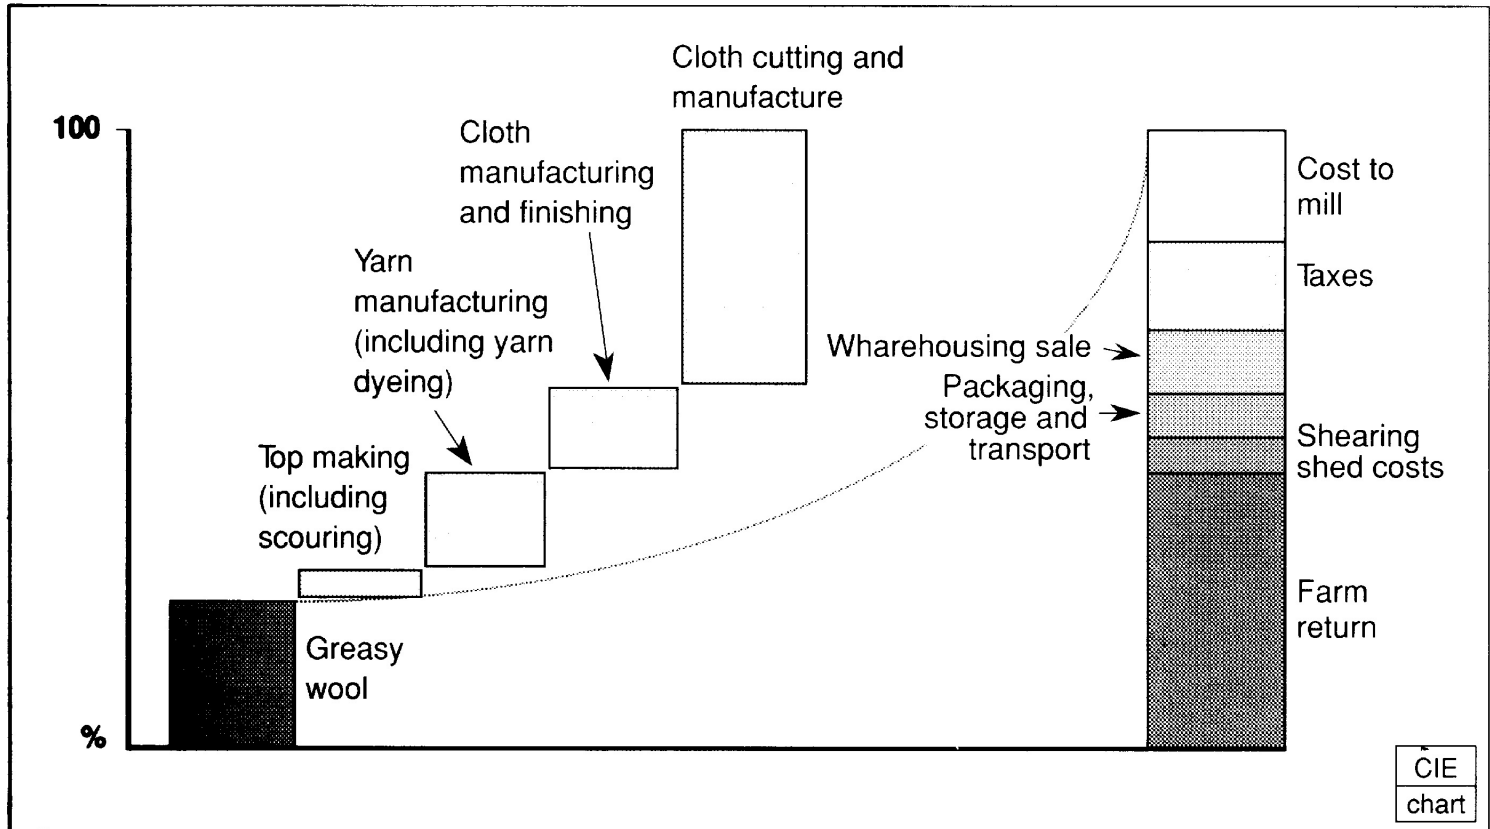 Cloth cutting and
manufacture
100
Cloth
manufacturing
and finishing
Yarn
manufacturing
(including yarn
dyeing)
Top making
(including
scouring)
Greasy
wool
%
Wharehousing sale
Packaging,
storage and
transport
Cost to
mill
Taxes
Shearing
shed costs
Farm
return
CIE
chart